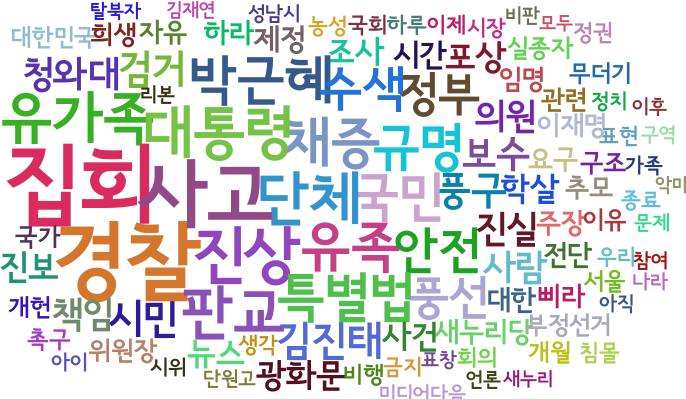 탈북자 김재연 성남시 비판
대한민국 희생 자유 하라 제정 농성 국회 하루 이제 시장 모두 정권
청와대 검거 박근혜 조사 시간 포상 실종자
리본 수색 정부 임명 무더기
유가족 대통령 채증 규명 의원 관련 정치 이후
이재명 표현 구역
집회 사고 단체 국민 보수 요구 구조 가족
풍구 학살 추모 종료 악미
국가 경찰 진상 유족 안전 진실 주장 이유 문제
진보 사람 전단 우리 참여
특별법 풍선 서울 나라
개헌 책임 시민 판교 대한 삐라 아직
촉구 김진태 사건 새누리당 부정선거
위원장 뉴스 생각 개월 침몰
아이 시위 광화문 비행 금지 표창 회의
단원고 언론 새누리
미디어다음